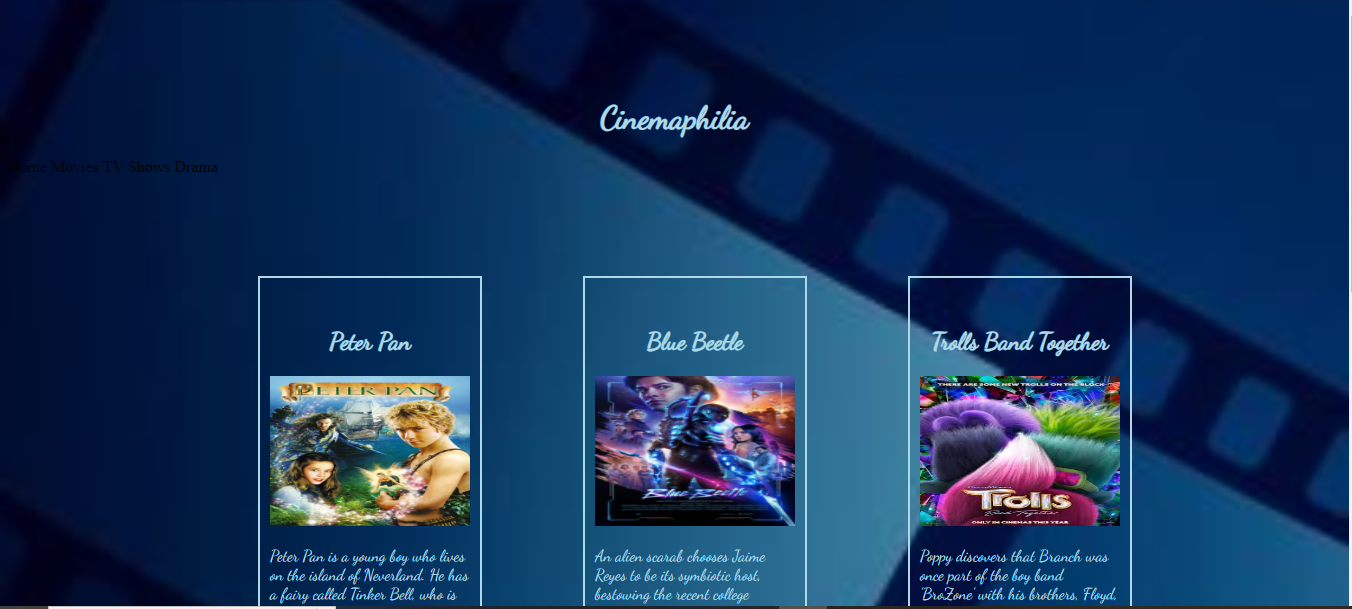 Cinemaphilia
Home Movies TV Shows Drama
Peter Pan
Blue Beetle
Trolls Band Together
PETER PAN
Blue Beetle
THERE ARE SOME NEW TROLLS ON THE BLOCK
Trolls
Band Together
ONLY IN CINEMAS THIS YEAR
Peter Pan is a young boy who lives
on the island of Neverland. He has
a fairy called Tinker Bell, who is
An alien scarab chooses Jaime
Reyes to be its symbiotic host,
bestowing the recent college
Poppy discovers that Branch was
once part of the boy band
'BroZone' with his brothers, Floyd,